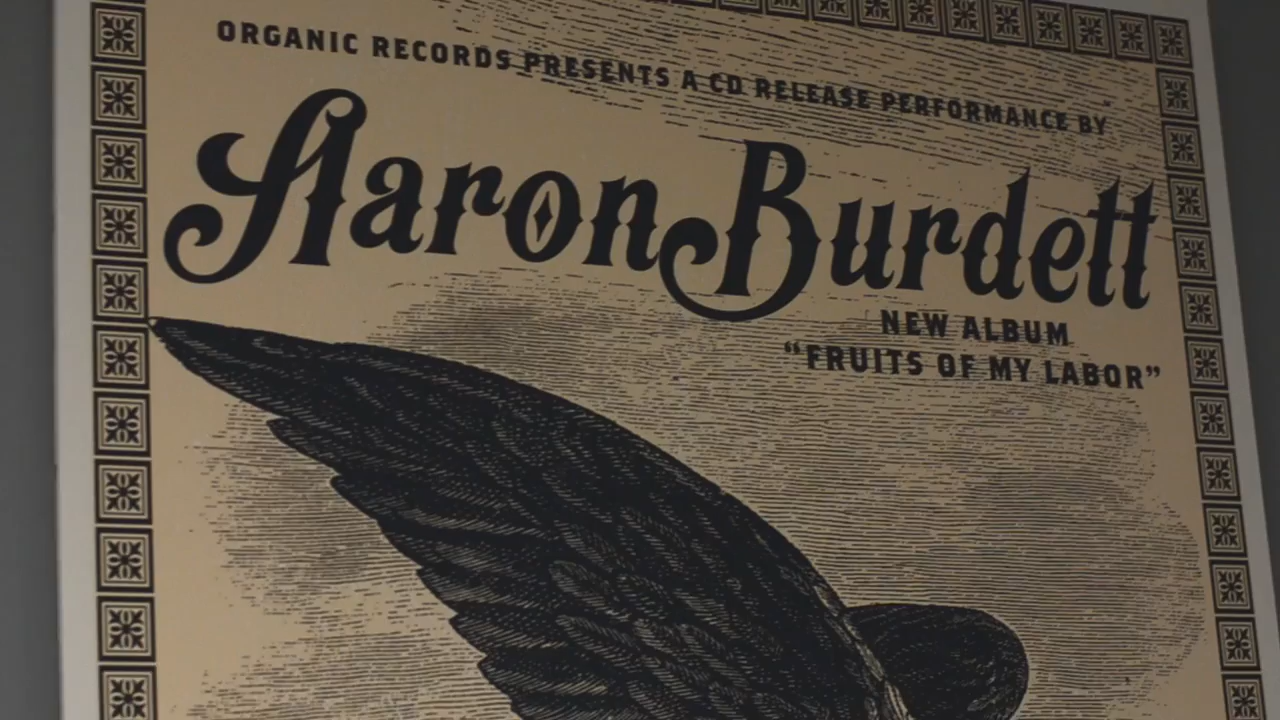 ORGANIC RECORDS PRESENTS A CD RELEASE PERFORMANCE BY
Aaron Burdett
NEW ALBUM
“FRUITS OF MY LABOR”